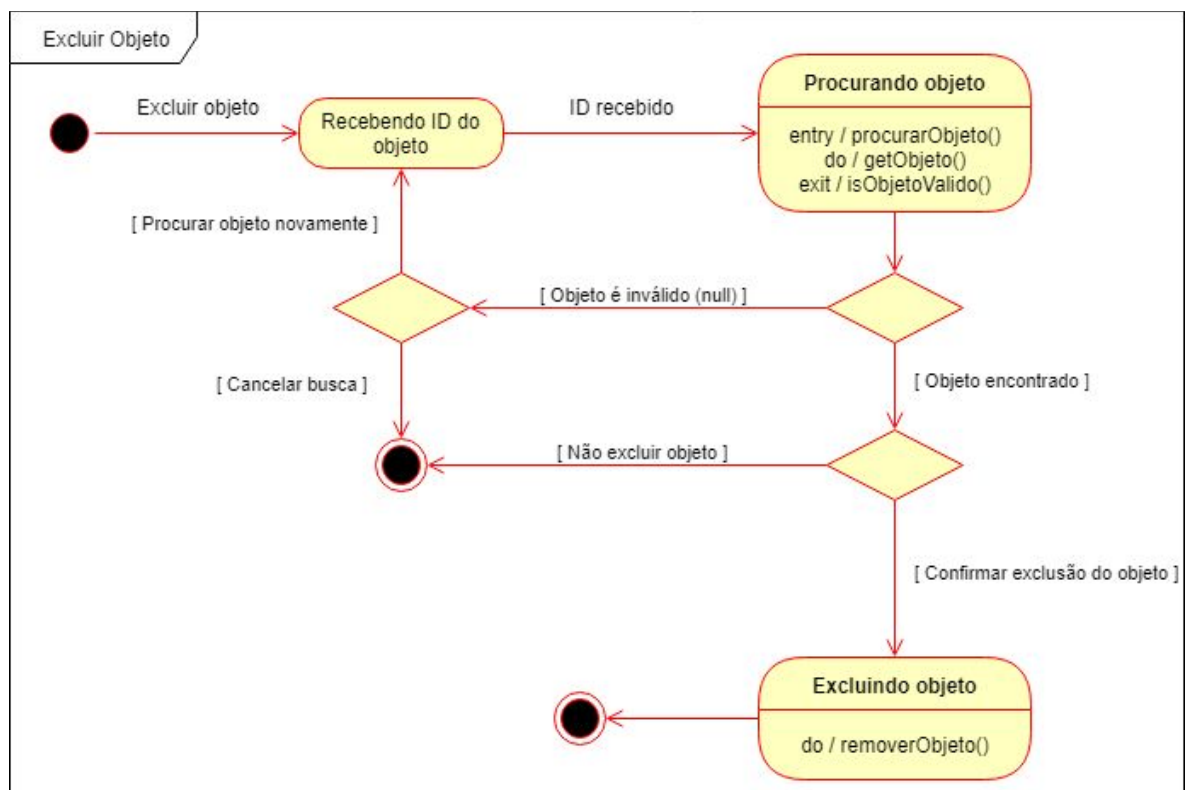 Excluir Objeto
Excluir objeto
Recebendo ID do
objeto
ID recebido
Procurando objeto
entry / procurarObjeto()
do / getObjeto()
exit / isObjetoValido()
[ Procurar objeto novamente ]
[ Objeto é inválido (null) ]
[ Cancelar busca ]
[ Objeto encontrado ]
[ Não excluir objeto ]
[ Confirmar exclusão do objeto ]
Excluindo objeto
do / removerObjeto()